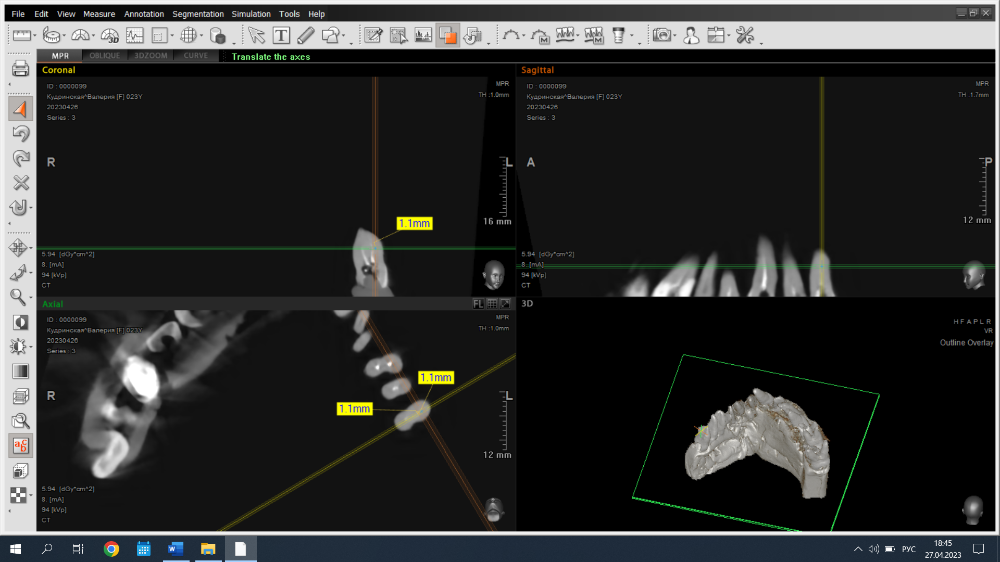 File Edit View Measure Annotation Segmentation Simulation Tools Help
T
3D
M
M
MPR OBLIQUE 3DZOOM CURVE Translate the axes
Coronal
ID : 0000099
Кудринская^Валерия [F] 023Y
20230426
Series : 3
MPR
TH :1.0mm
R
L
16 mm
1.1mm
5.94 [dGy*cm^2]
8. [mA]
94 [kVp]
CT
Sagittal
ID : 0000099
Кудринская^Валерия [F] 023Y
20230426
Series : 3
MPR
TH :1.7mm
A
P
12 mm
5.94 [dGy*cm^2]
8. [mA]
94 [kVp]
CT
Axial
FL
ID : 0000099
Кудринская^Валерия [F] 023Y
20230426
Series : 3
MPR
TH :1.0mm
1.1mm
1.1mm
R
L
12 mm
5.94 [dGy*cm^2]
8. [mA]
94 [kVp]
CT
3D
H F A P L R
VR
Outline Overlay
a c b
W
РУС
18:45
27.04.2023